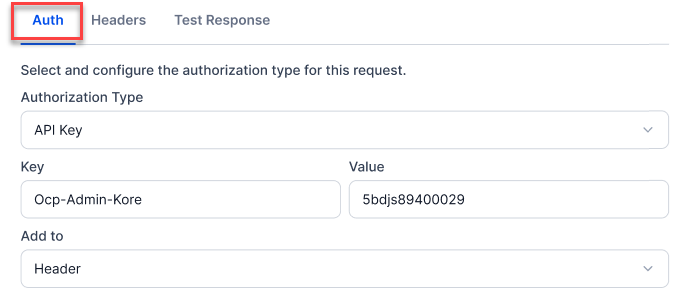 Auth Headers Test Response
Select and configure the authorization type for this request.
Authorization Type
API Key
Key Value
Ocp-Admin-Kore 5bdjs89400029
Add to
Header